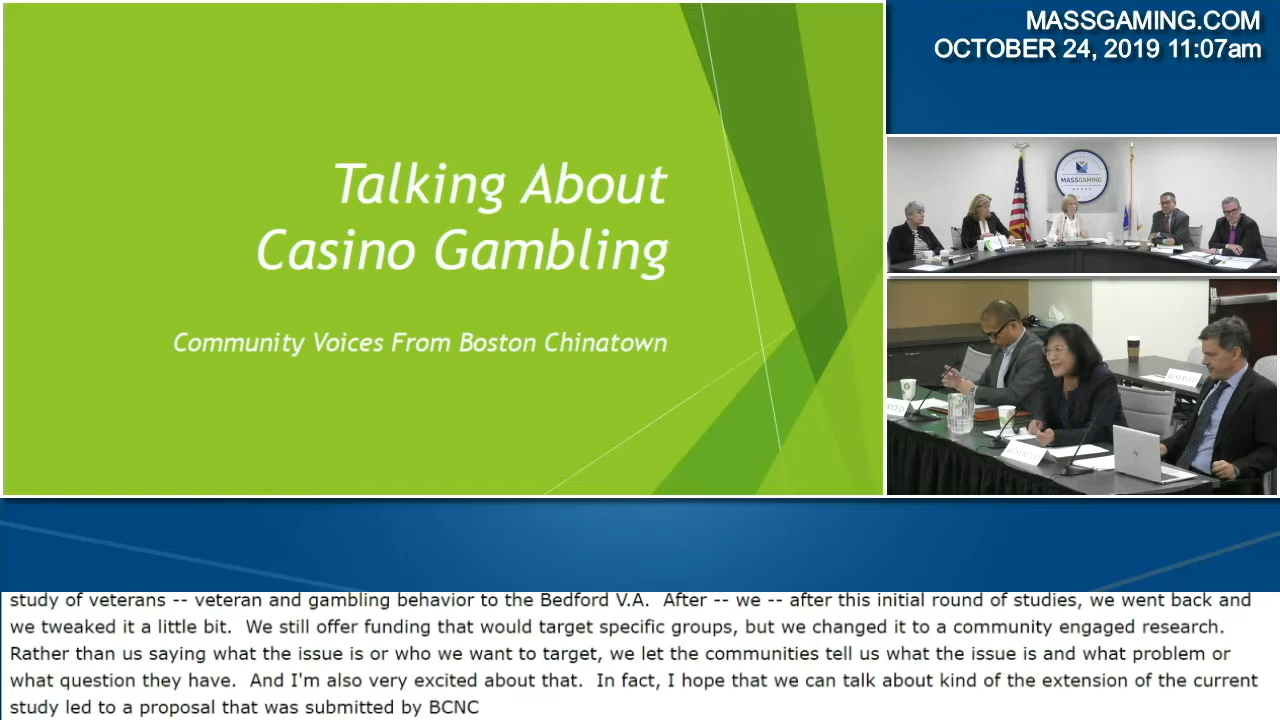 MASSGAMING.COM
OCTOBER 24, 2019 11:07am
Talking About
Casino Gambling
Community Voices From Boston Chinatown
MASSGAMING
RESERVED
study of veterans -- veteran and gambling behavior to the Bedford V.A.  After -- we -- after this initial round of studies, we went back and
we tweaked it a little bit.  We still offer funding that would target specific groups, but we changed it to a community engaged research.
Rather than us saying what the issue is or who we want to target, we let the communities tell us what the issue is and what problem or
what question they have.  And I'm also very excited about that.  In fact, I hope that we can talk about kind of the extension of the current
study led to a proposal that was submitted by BCNC